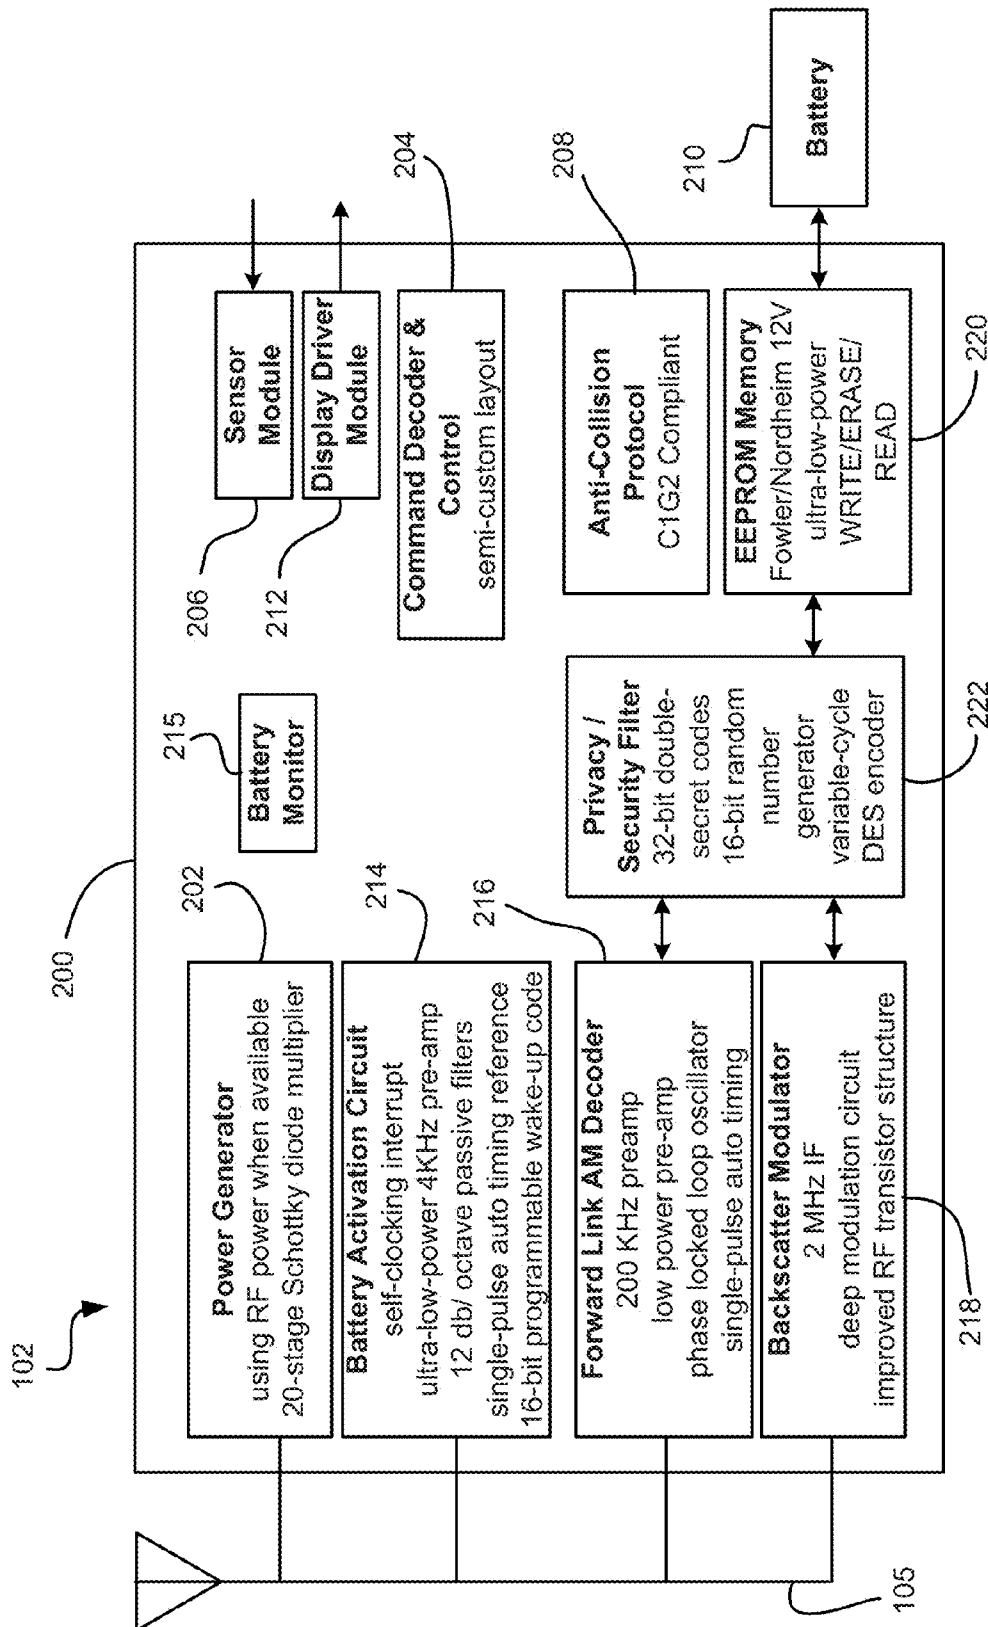 102
200
105
Power Generator
using RF power when available
20-stage Schottky diode multiplier
202
Battery Activation Circuit
self-clocking interrupt
ultra-low-power 4KHz pre-amp
12 db/ octave passive filters
single-pulse auto timing reference
16-bit programmable wake-up code
214
Forward Link AM Decoder
200 KHz preamp
low power pre-amp
phase locked loop oscillator
single-pulse auto timing
216
Backscatter Modulator
2 MHz IF
deep modulation circuit
improved RF transistor structure
218
215
Battery
Monitor
Privacy /
Security Filter
32-bit double-
secret codes
16-bit random
number
generator
variable-cycle
DES encoder
222
Sensor
Module
206
Display Driver
Module
212
Command Decoder &
Control
semi-custom layout
204
Anti-Collision
Protocol
C1G2 Compliant
208
EEPROM Memory
Fowler/Nordheim 12V
ultra-low-power
WRITE/ERASE/
READ
220
210
Battery